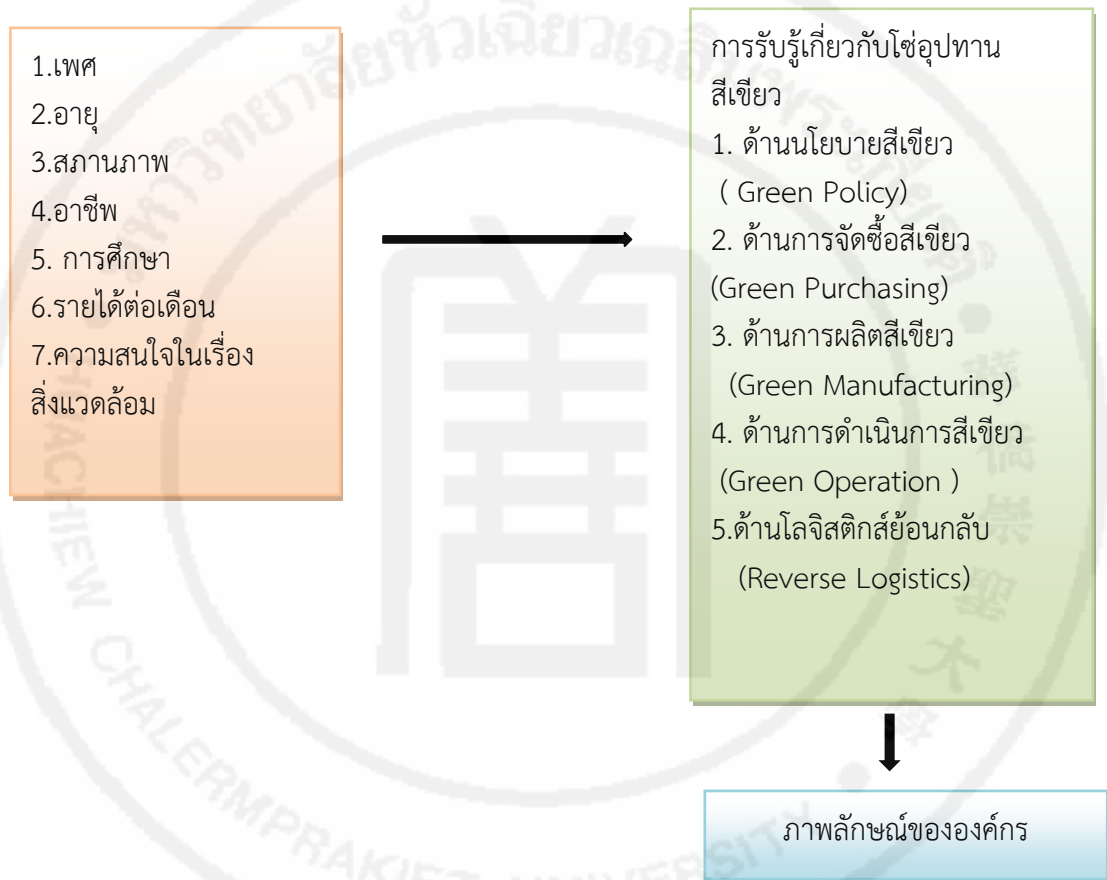 1.เพศ
2.อายุ
3.สถานภาพ
4.อาชีพ
5. การศึกษา
6.รายได้ต่อเดือน
7.ความสนใจในเรื่อง
สิ่งแวดล้อม
การรับรู้เกี่ยวกับโซ่อุปทาน
สีเขียว
1. ด้านนโยบายสีเขียว
( Green Policy)
2. ด้านการจัดซื้อสีเขียว
(Green Purchasing)
3. ด้านการผลิตสีเขียว
(Green Manufacturing)
4. ด้านการดำเนินการสีเขียว
(Green Operation )
5.ด้านโลจิสติกส์ย้อนกลับ
(Reverse Logistics)
ภาพลักษณ์ขององค์กร
HUACHIEW CHALERMPRAKIET UNIVERSITY